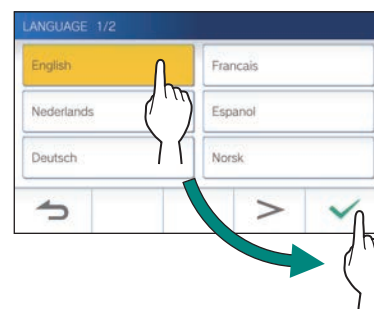 LANGUAGE 1/2
English
Francais
Nederlands
Espanol
Deutsch
Norsk